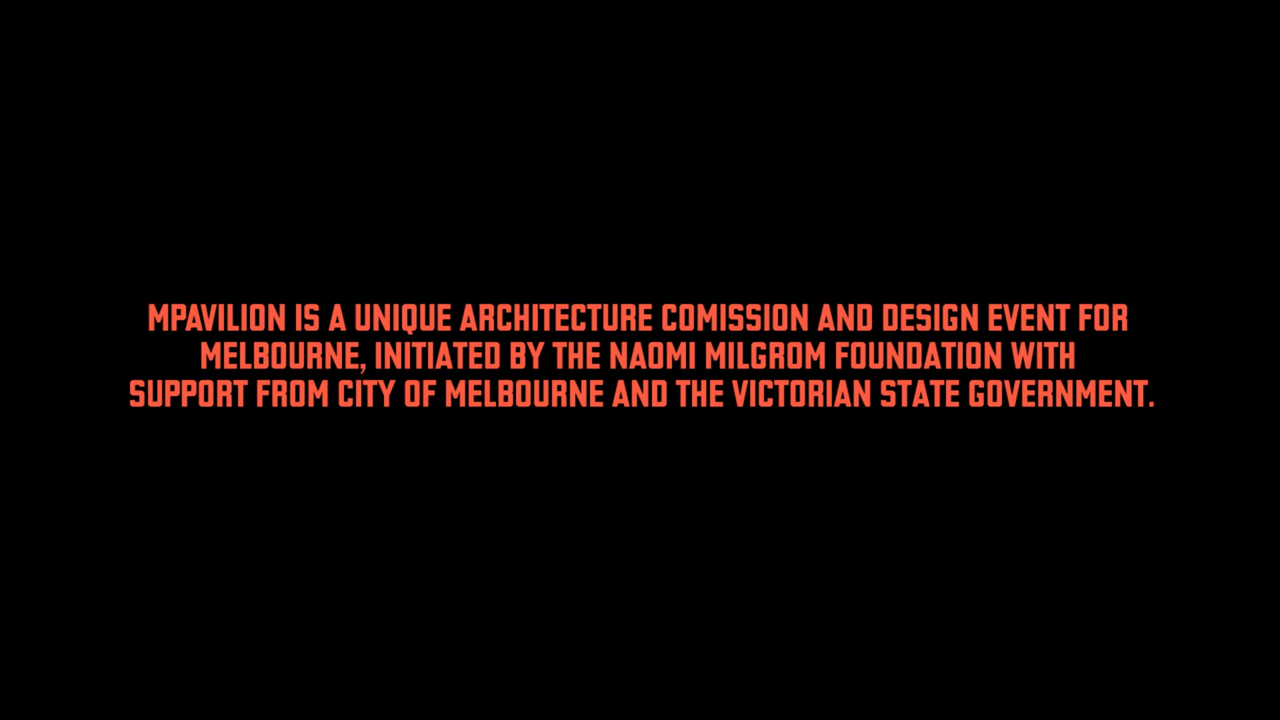 MPAVILION IS A UNIQUE ARCHITECTURE COMISSION AND DESIGN EVENT FOR
MELBOURNE, INITIATED BY THE NAOMI MILGROM FOUNDATION WITH
SUPPORT FROM CITY OF MELBOURNE AND THE VICTORIAN STATE GOVERNMENT.